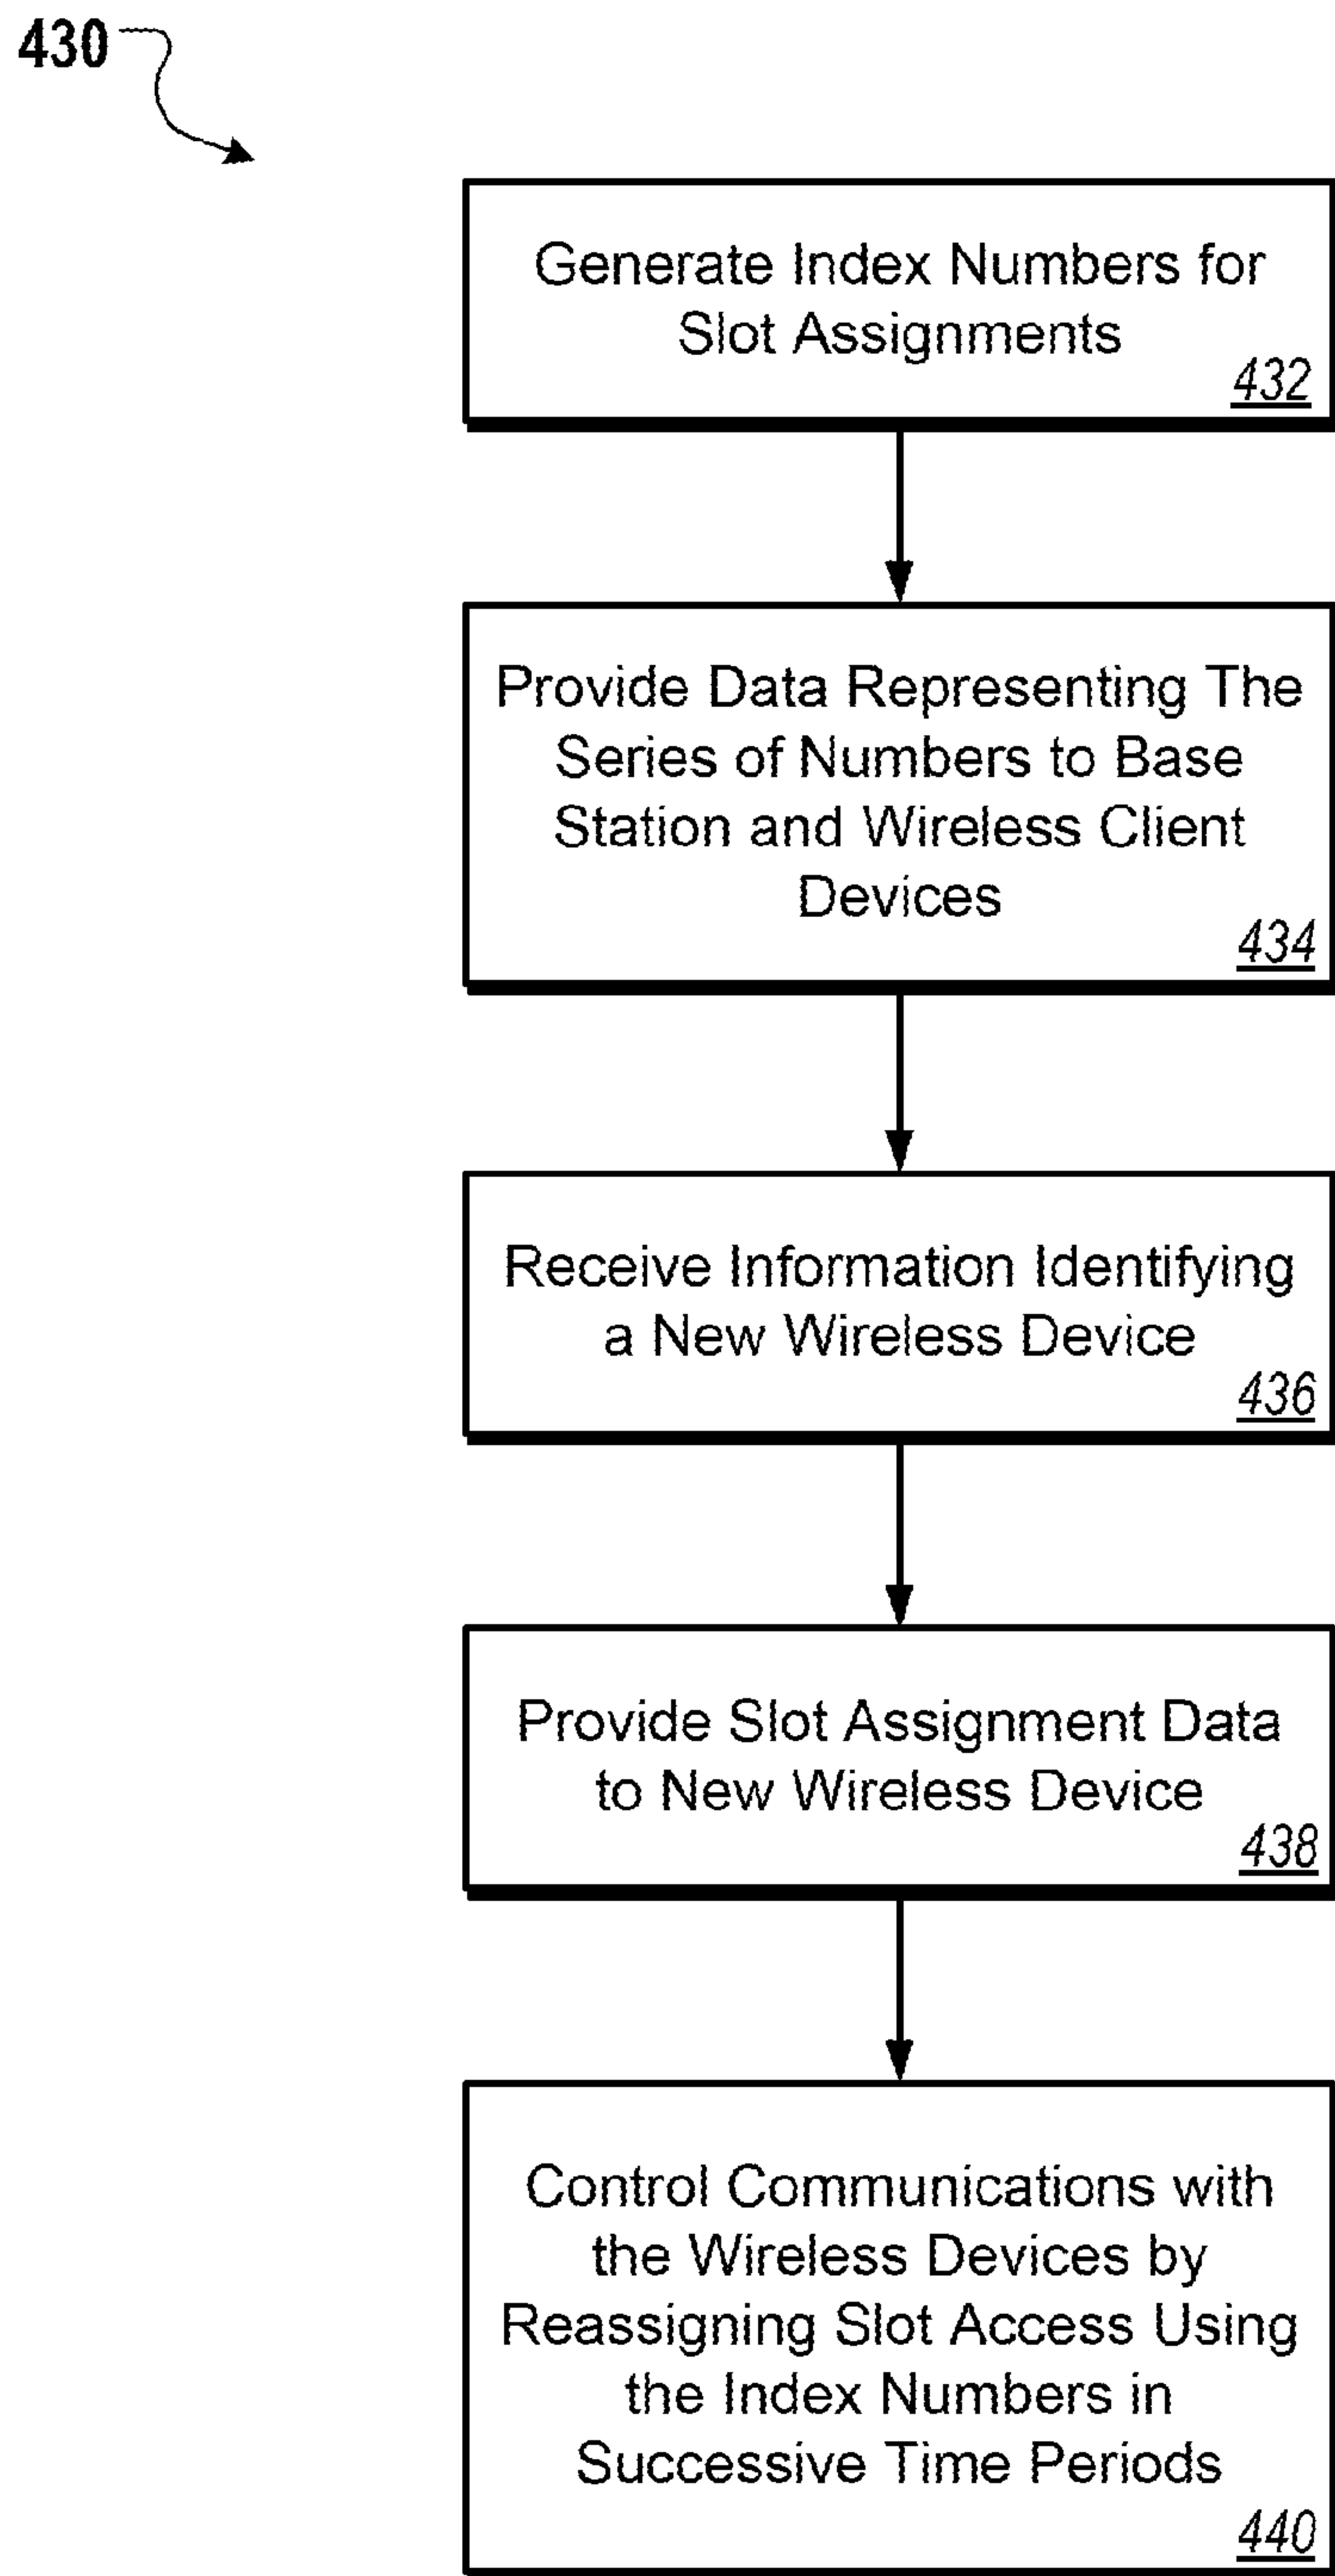 430
Generate Index Numbers for
Slot Assignments
432
Provide Data Representing The
Series of Numbers to Base
Station and Wireless Client
Devices
434
Receive Information Identifying
a New Wireless Device
436
Provide Slot Assignment Data
to New Wireless Device
438
Control Communications with
the Wireless Devices by
Reassigning Slot Access Using
the Index Numbers in
Successive Time Periods
440